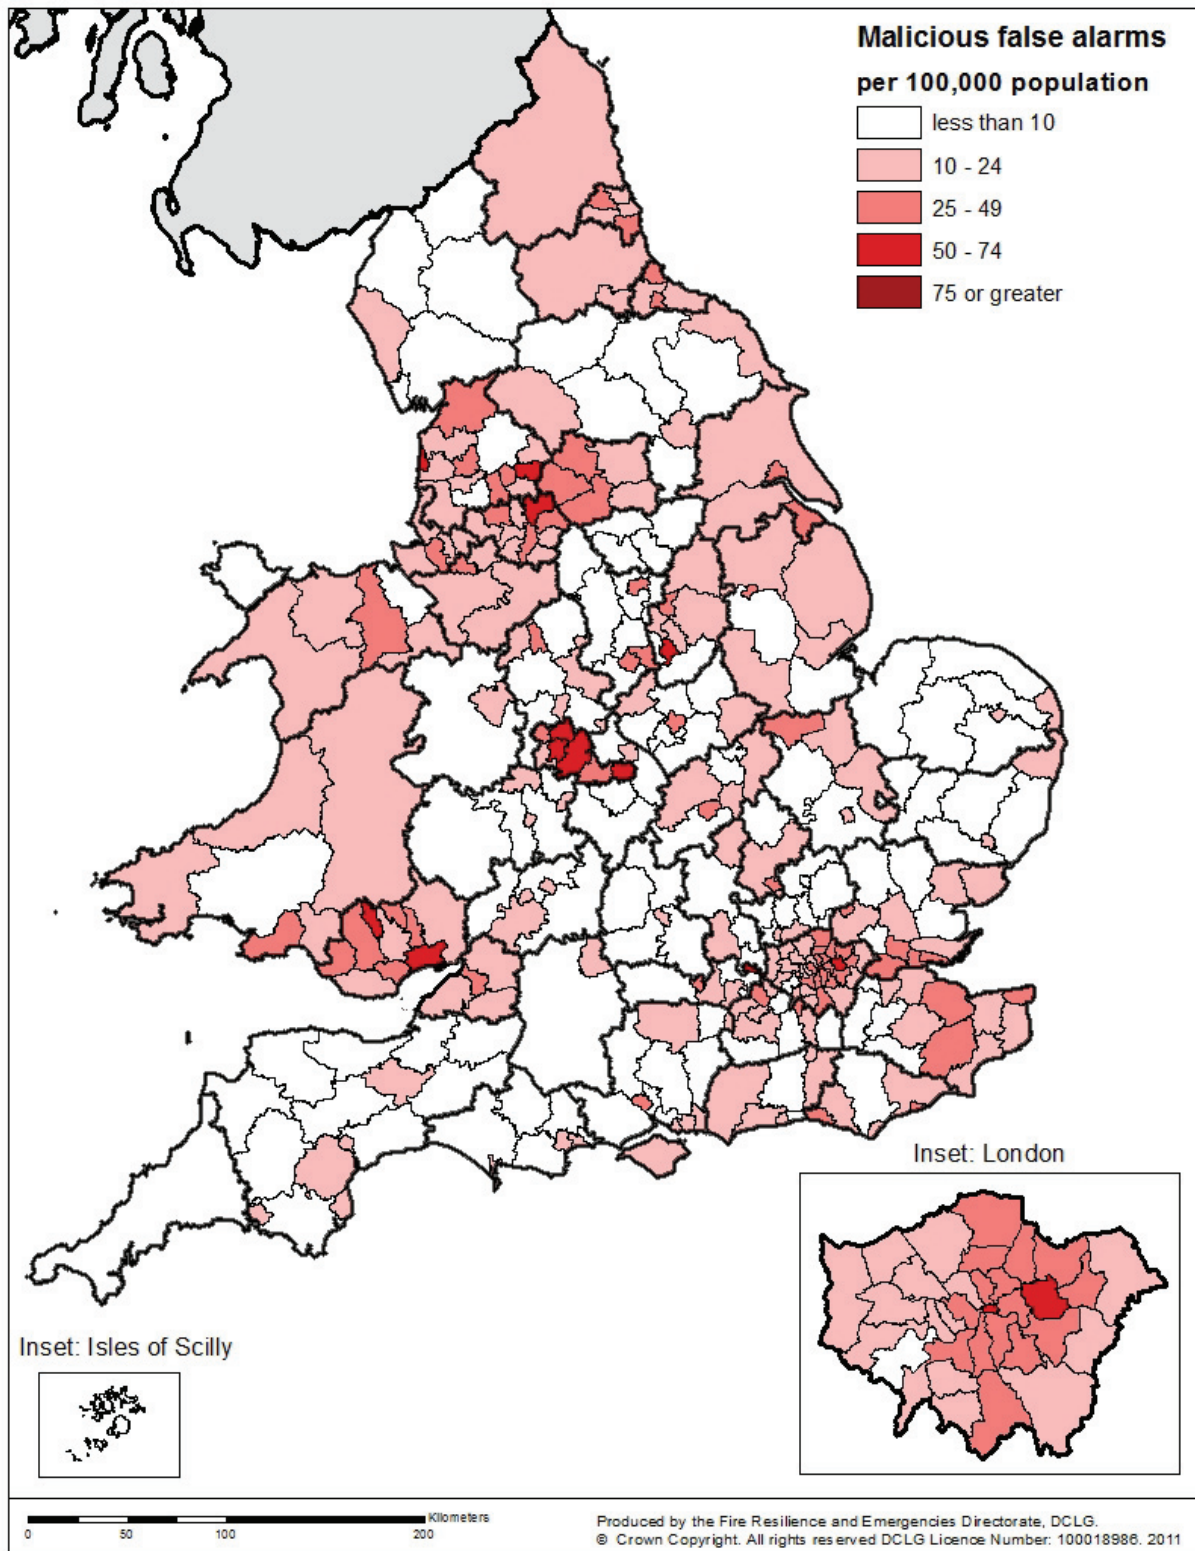 Malicious false alarms
per 100,000 population
less than 10
10 - 24
25 - 49
50 - 74
75 or greater
Inset: London
Inset: Isles of Scilly
Kilometers
0 50 100 200
Produced by the Fire Resilience and Emergencies Directorate, DCLG.
© Crown Copyright. All rights reserved DCLG Licence Number: 100018986. 2011